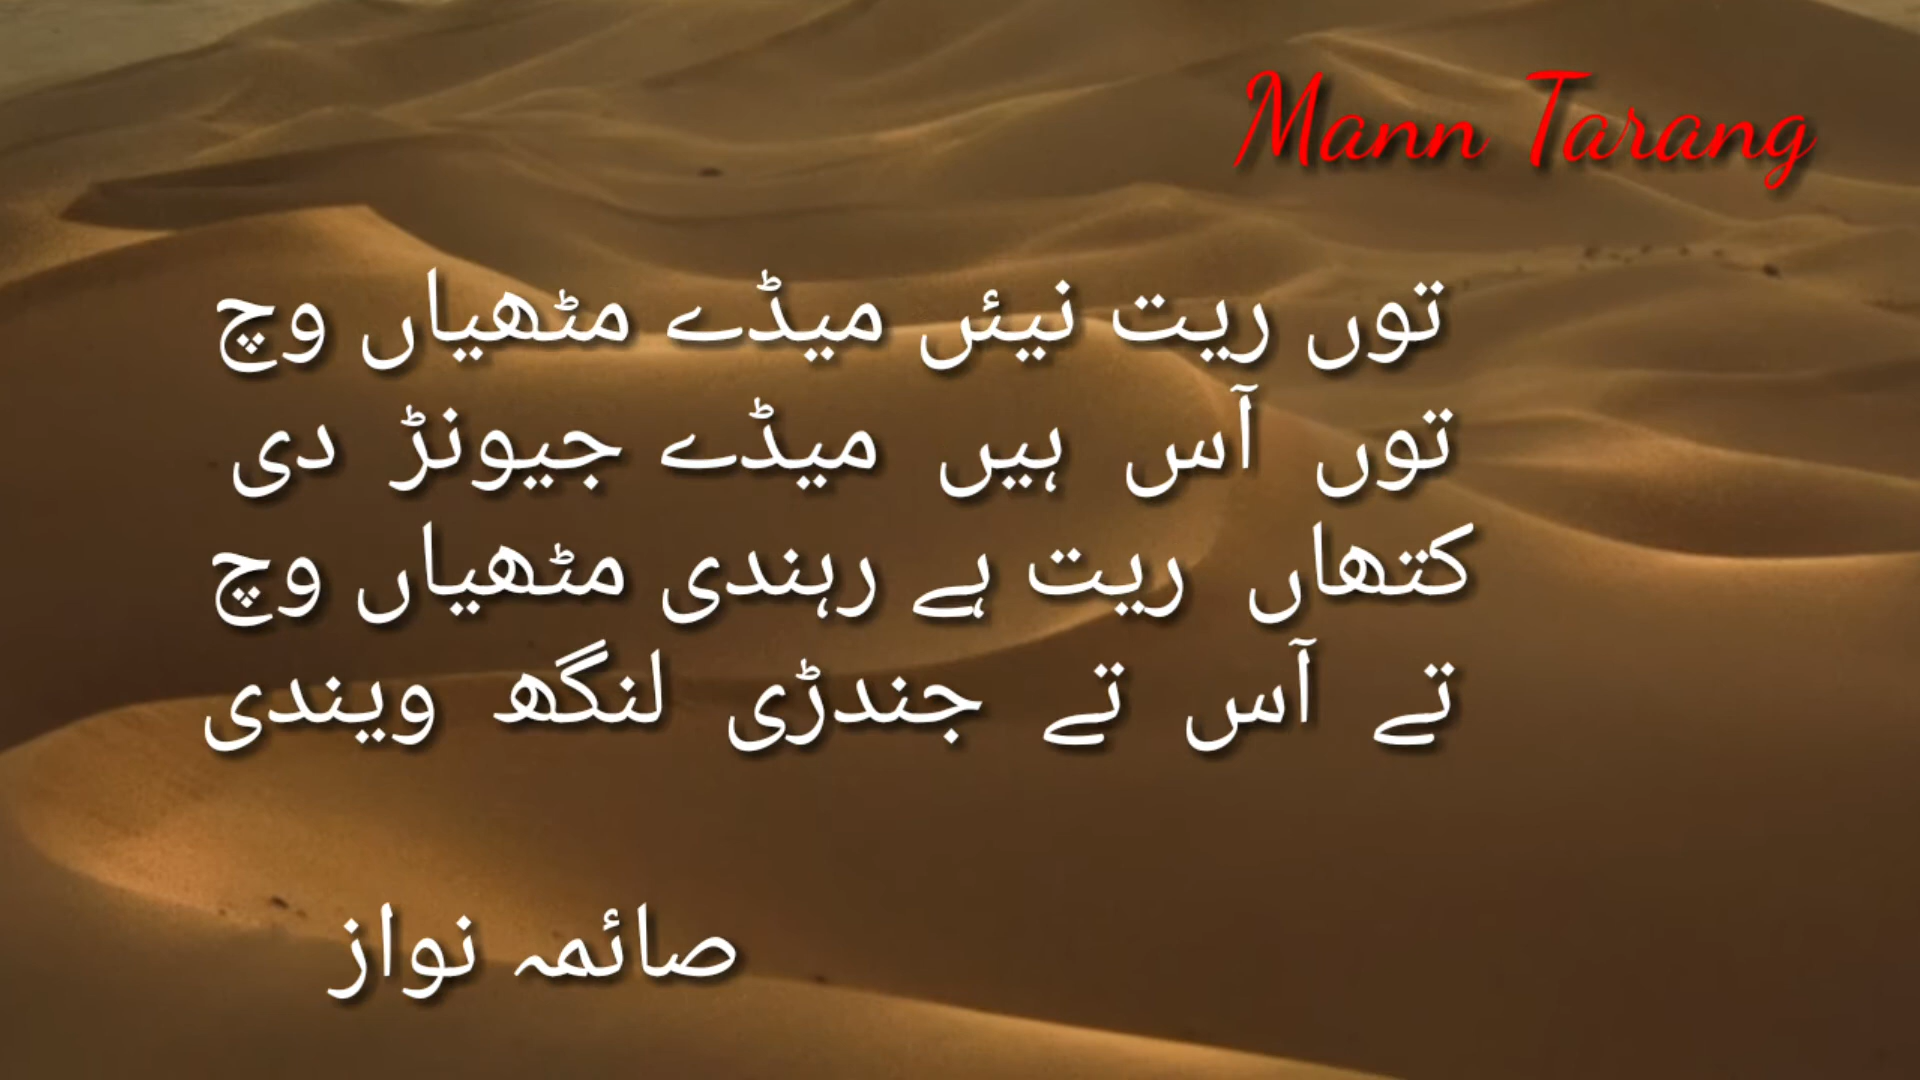 Mann Tarang
توں ریت نیئں میڈے مٹھیاں وچ
توں آس ہیں میڈے جیونڑ دی
کتھاں ریت ہے رہندی مٹھیاں وچ
تے آس تے جندڑی لنگھ ویندی
صائمہ نواز